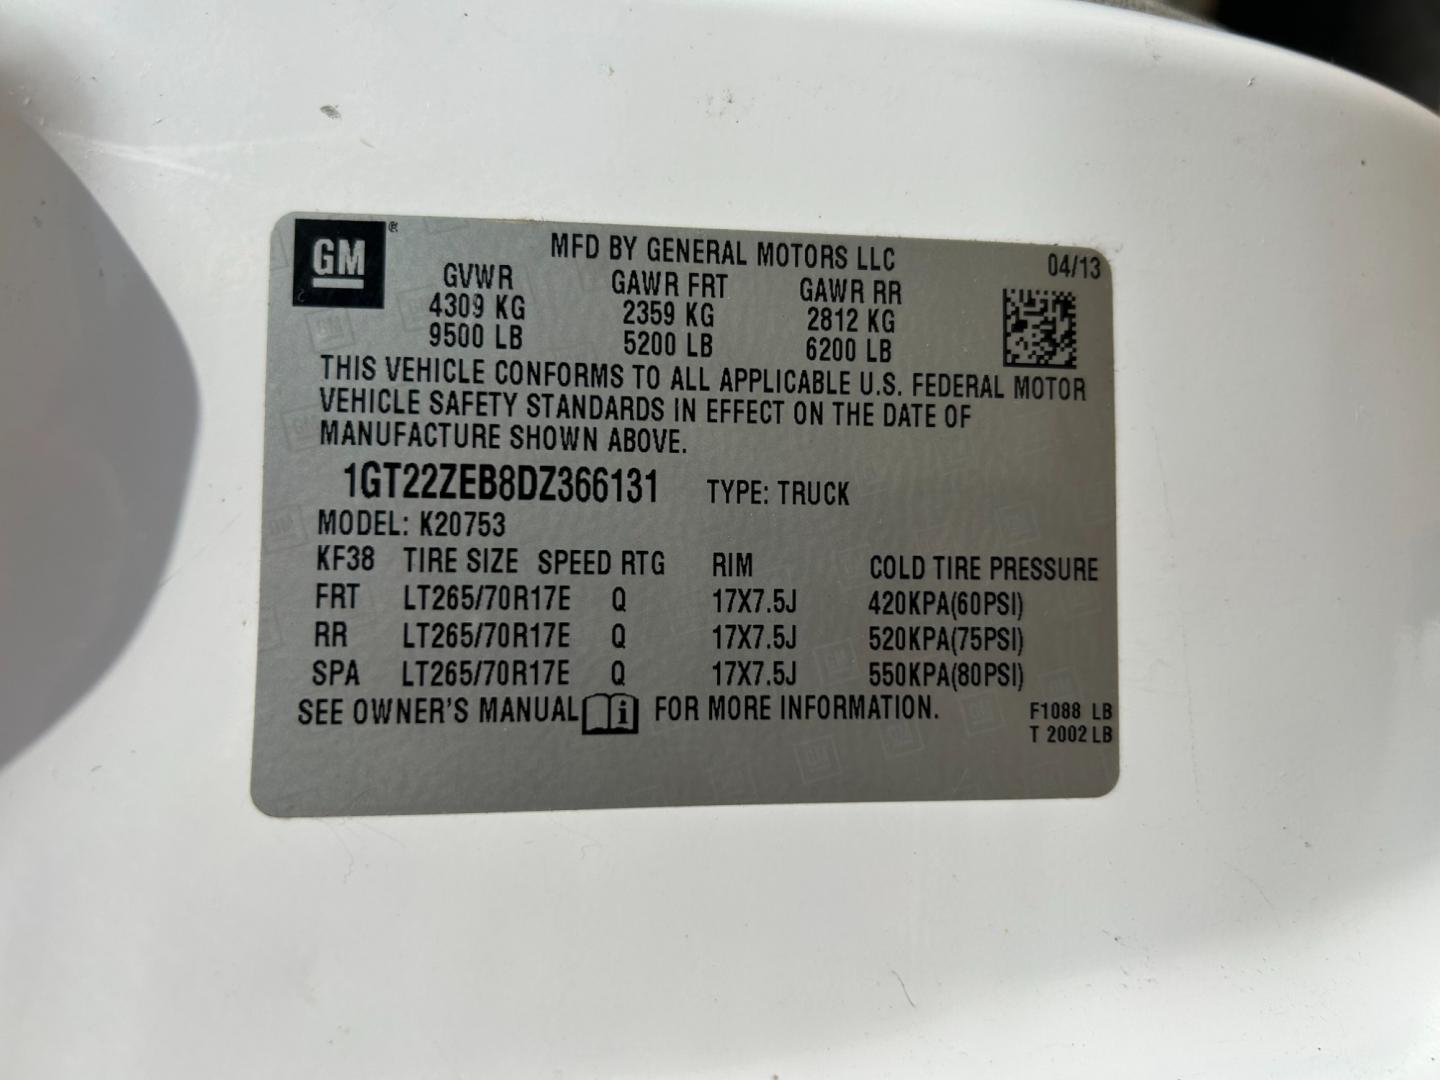 GM®
MFD BY GENERAL MOTORS LLC
04/13
GVWR GAWR FRT GAWR RR
4309 KG 2359 KG 2812 KG
9500 LB 5200 LB 6200 LB
THIS VEHICLE CONFORMS TO ALL APPLICABLE U.S. FEDERAL MOTOR
VEHICLE SAFETY STANDARDS IN EFFECT ON THE DATE OF
MANUFACTURE SHOWN ABOVE.
1GT22ZEB8DZ366131 TYPE: TRUCK
MODEL: K20753
KF38 TIRE SIZE SPEED RTG RIM COLD TIRE PRESSURE
FRT LT265/70R17E Q 17X7.5J 420KPA(60PSI)
RR LT265/70R17E Q 17X7.5J 520KPA(75PSI)
SPA LT265/70R17E Q 17X7.5J 550KPA(80PSI)
SEE OWNER'S MANUAL i FOR MORE INFORMATION.
F1088 LB
T 2002 LB